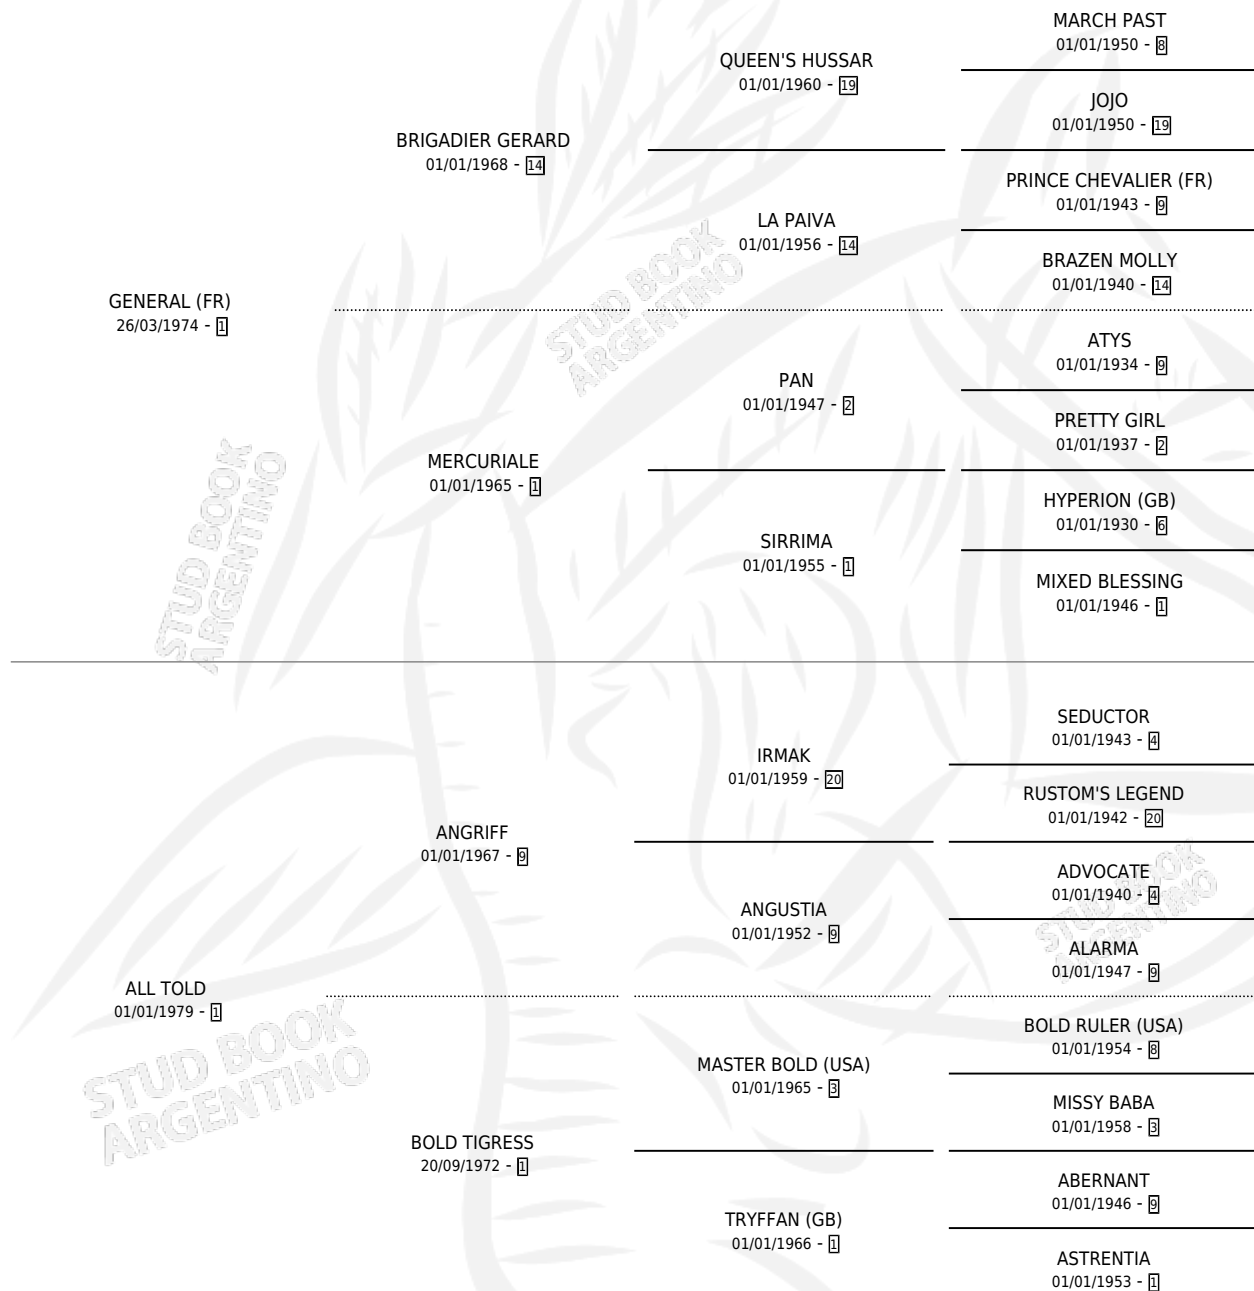 MARCH PAST
01/01/1950 - 8
QUEEN'S HUSSAR
01/01/1960 - 19
JOJO
01/01/1950 - 19
BRIGADIER GERARD
01/01/1968 - 14
PRINCE CHEVALIER (FR)
01/01/1943 - 9
LA PAIVA
01/01/1956 - 14
BRAZEN MOLLY
01/01/1940 - 14
GENERAL (FR)
26/03/1974 - 1
ATYS
01/01/1934 - 9
PAN
01/01/1947 - 2
PRETTY GIRL
01/01/1937 - 2
MERCURIALE
01/01/1965 - 1
HYPERION (GB)
01/01/1930 - 6
SIRRIMA
01/01/1955 - 1
MIXED BLESSING
01/01/1946 - 1
SEDUCTOR
01/01/1943 - 4
IRMAK
01/01/1959 - 20
RUSTOM'S LEGEND
01/01/1942 - 20
ANGRIFF
01/01/1967 - 9
ADVOCATE
01/01/1940 - 4
ANGUSTIA
01/01/1952 - 9
ALARMA
01/01/1947 - 9
ALL TOLD
01/01/1979 - 1
BOLD RULER (USA)
01/01/1954 - 8
MASTER BOLD (USA)
01/01/1965 - 3
MISSY BABA
01/01/1958 - 3
BOLD TIGRESS
20/09/1972 - 1
ABERNANT
01/01/1946 - 9
TRYFFAN (GB)
01/01/1966 - 1
ASTRENTIA
01/01/1953 - 1
STUD BOOK
ARGENTINO
STUD BOOK
ARGENTINO
STUD BOOK
ARGENTINO
STUD BOOK
ARGENTINO